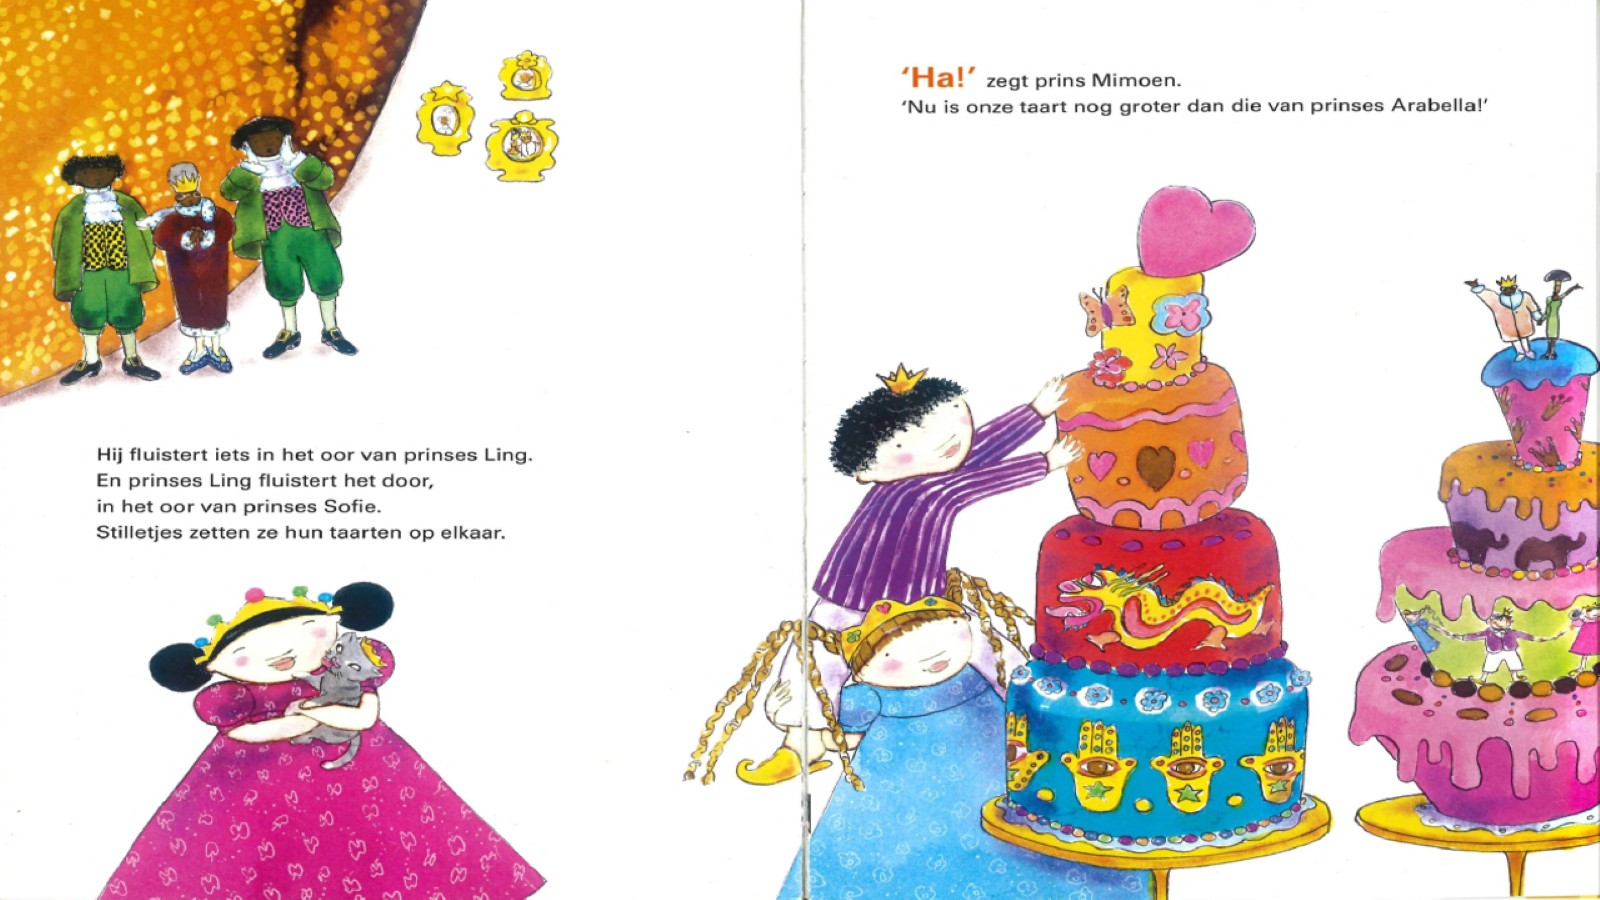 Hij fluistert iets in het oor van prinses Ling.
En prinses Ling fluistert het door,
in het oor van prinses Sofie.
Stilletjes zetten ze hun taarten op elkaar.
‘Ha!’ zegt prins Mimoen.
‘Nu is onze taart nog groter dan die van prinses Arabella!’